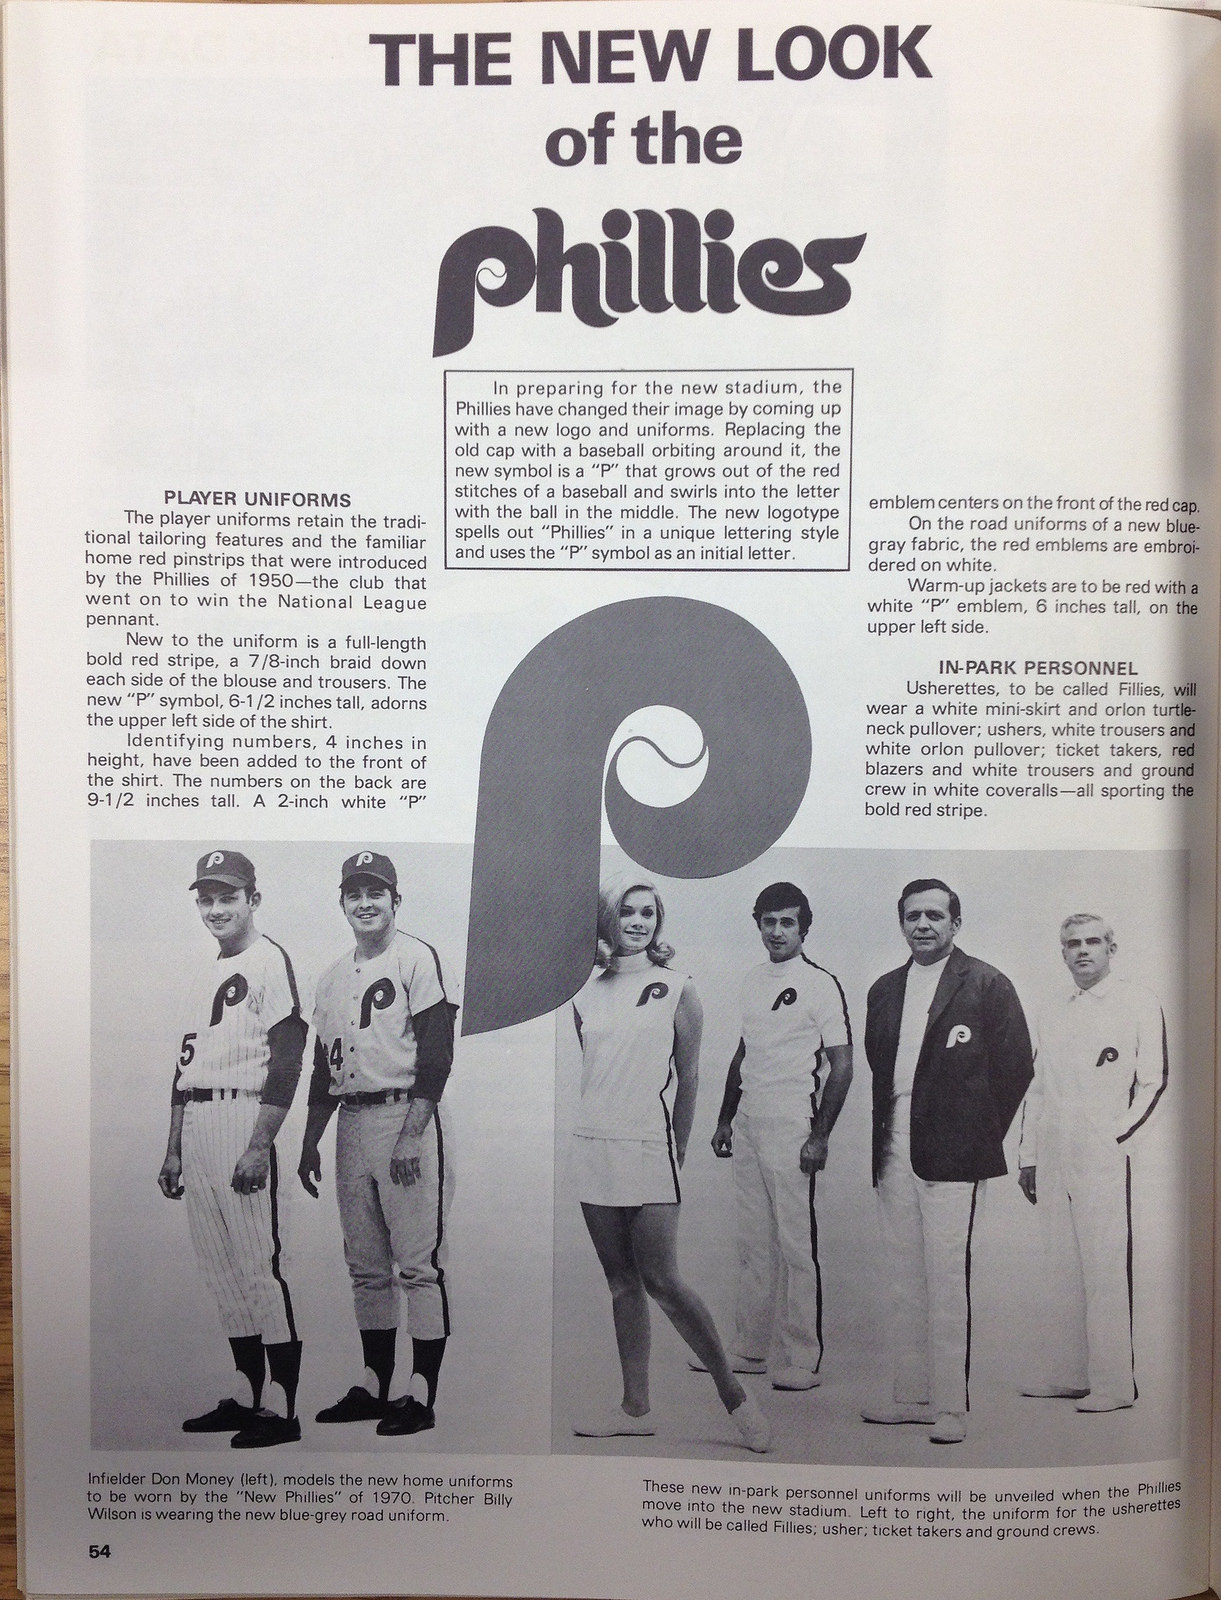 THE NEW LOOK
of the
Phillies
In preparing for the new stadium, the
Phillies have changed their image by coming up
with a new logo and uniforms. Replacing the
old cap with a baseball orbiting around it, the
new symbol is a “P” that grows out of the red
stitches of a baseball and swirls into the letter
with the ball in the middle. The new logotype
spells out “Phillies” in a unique lettering style
and uses the “P” symbol as an initial letter.
PLAYER UNIFORMS
The player uniforms retain the tradi-
tional tailoring features and the familiar
home red pinstrips that were introduced
by the Phillies of 1950—the club that
went on to win the National League
pennant.
New to the uniform is a full-length
bold red stripe, a 7/8-inch braid down
each side of the blouse and trousers. The
new “P” symbol, 6-1/2 inches tall, adorns
the upper left side of the shirt.
Identifying numbers, 4 inches in
height, have been added to the front of
the shirt. The numbers on the back are
9-1/2 inches tall. A 2-inch white “P”
emblem centers on the front of the red cap.
On the road uniforms of a new blue-
gray fabric, the red emblems are embroi-
dered on white.
Warm-up jackets are to be red with a
white “P” emblem, 6 inches tall, on the
upper left side.
IN-PARK PERSONNEL
Usherettes, to be called Fillies, will
wear a white mini-skirt and orlon turtle-
neck pullover; ushers, white trousers and
white orlon pullover; ticket takers, red
blazers and white trousers and ground
crew in white coveralls—all sporting the
bold red stripe.
P
P
P
P
P
5
4
P
P
P
P
Infielder Don Money (left), models the new home uniforms
to be worn by the “New Phillies” of 1970. Pitcher Billy
Wilson is wearing the new blue-grey road uniform.
These new in-park personnel uniforms will be unveiled when the Phillies
move into the new stadium. Left to right, the uniform for the usherettes
who will be called Fillies; usher; ticket takers and ground crews.
54